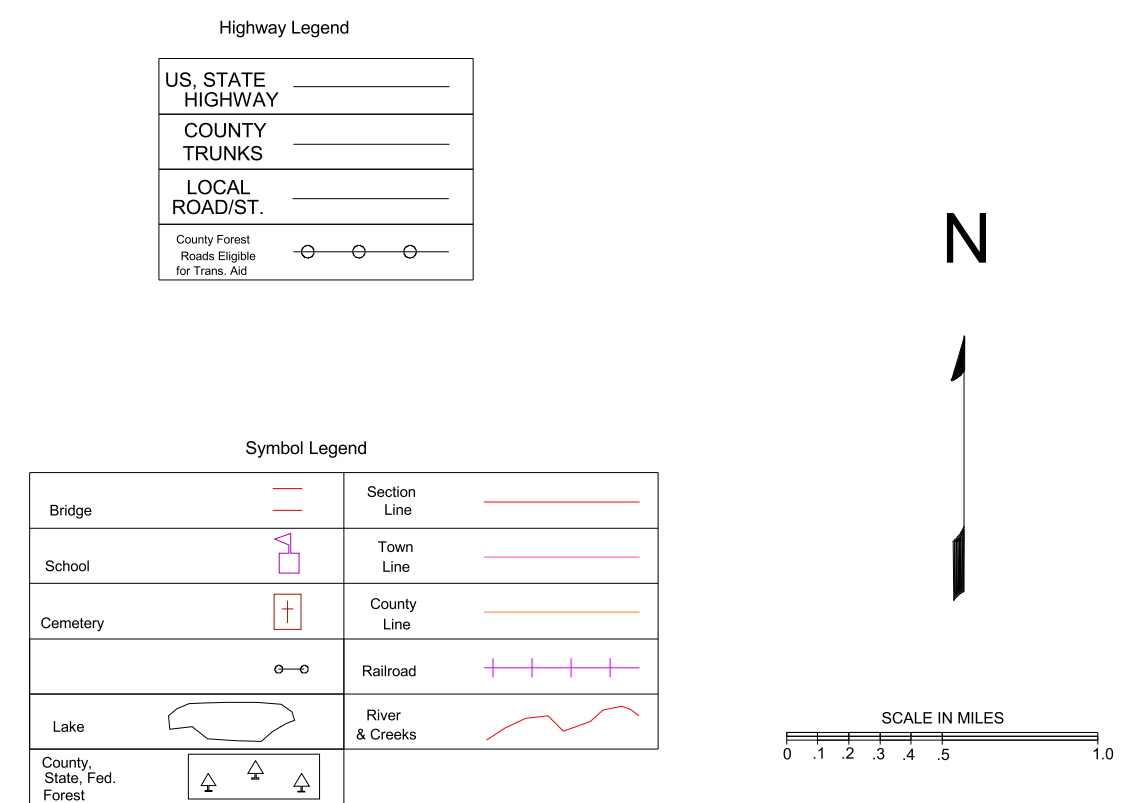 Highway Legend
US, STATE
HIGHWAY
COUNTY
TRUNKS
LOCAL
ROAD/ST.
County Forest
Roads Eligible
for Trans. Aid
N
Symbol Legend
Bridge
School
Cemetery
Lake
County,
State, Fed.
Forest
Section
Line
Town
Line
County
Line
Railroad
River
& Creeks
SCALE IN MILES
0 .1 .2 .3 .4 .5 1.0